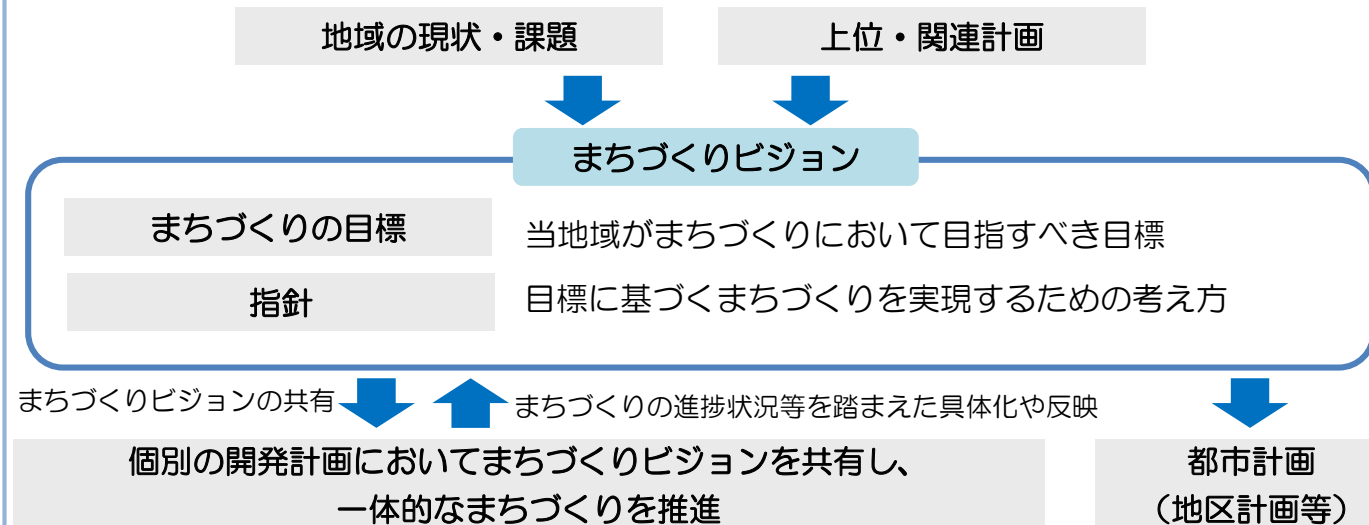 地域の現状・課題
上位・関連計画
まちづくりビジョン
まちづくりの目標
当地域がまちづくりにおいて目指すべき目標
指針
目標に基づくまちづくりを実現するための考え方
まちづくりビジョンの共有
まちづくりの進捗状況等を踏まえた具体化や反映
個別の開発計画においてまちづくりビジョンを共有し、
一体的なまちづくりを推進
都市計画
（地区計画等）